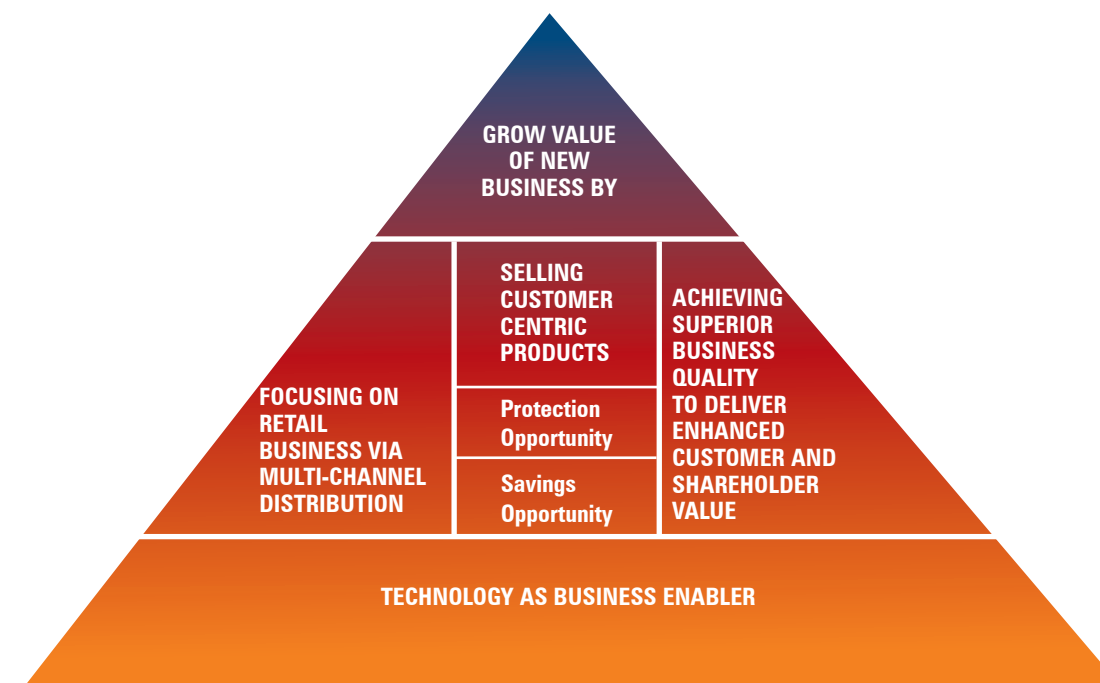 GROW VALUE
OF NEW
BUSINESS BY
FOCUSING ON
RETAIL
BUSINESS VIA
MULTI-CHANNEL
DISTRIBUTION
SELLING
CUSTOMER
CENTRIC
PRODUCTS
Protection
Opportunity
Savings
Opportunity
ACHIEVING
SUPERIOR
BUSINESS
QUALITY
TO DELIVER
ENHANCED
CUSTOMER AND
SHAREHOLDER
VALUE
TECHNOLOGY AS BUSINESS ENABLER